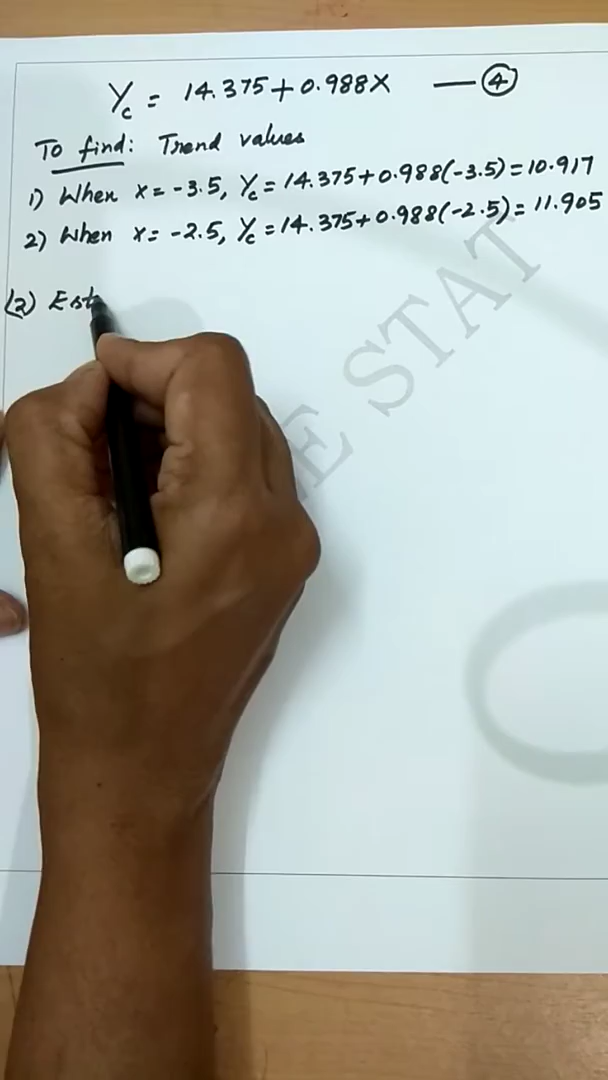 Yc = 14.375 + 0.988X — ④
To find: Trend values
1) When x = -3.5, Yc = 14.375 + 0.988(-3.5) = 10.917
2) When x = -2.5, Yc = 14.375 + 0.988(-2.5) = 11.905
(2) Est
STAT